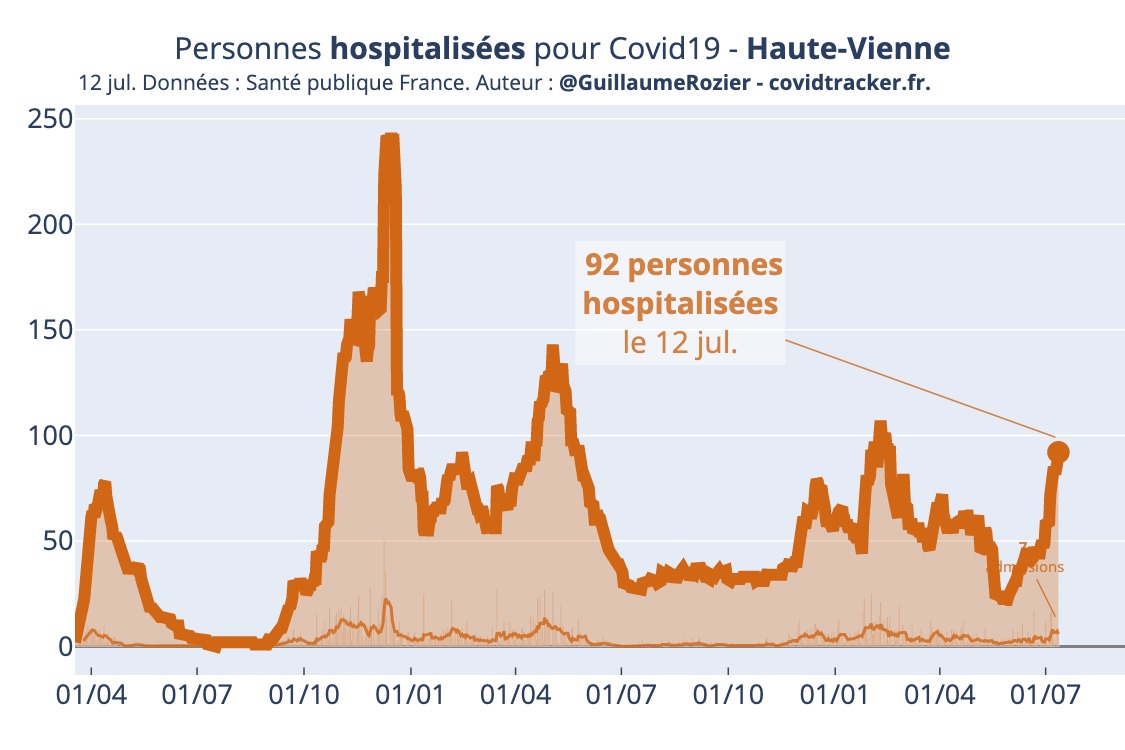 Personnes hospitalisées pour Covid19 - Haute-Vienne
12 jul. Données : Santé publique France. Auteur : @GuillaumeRozier - covidtracker.fr.
250
200
150
100
50
0
92 personnes
hospitalisées
le 12 jul.
7
admissions
01/04 01/07 01/10 01/01 01/04 01/07 01/10 01/01 01/04 01/07